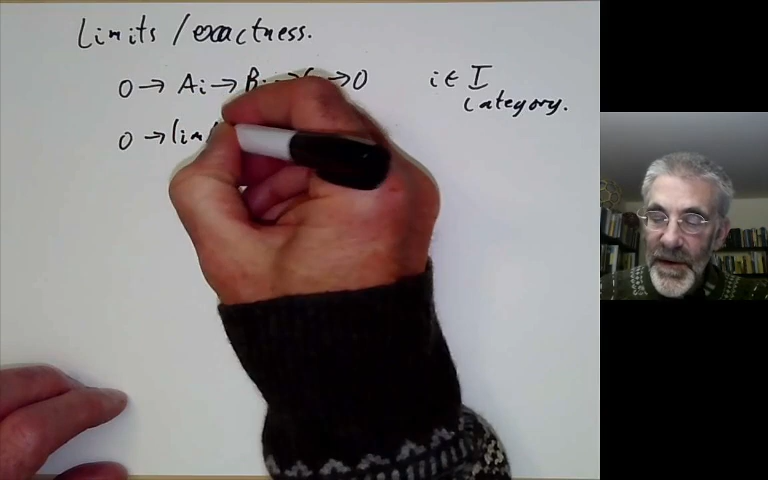 Limits / exactness.
0 → Ai → Bi → C → 0 i ∈ I
category.
0 → lim